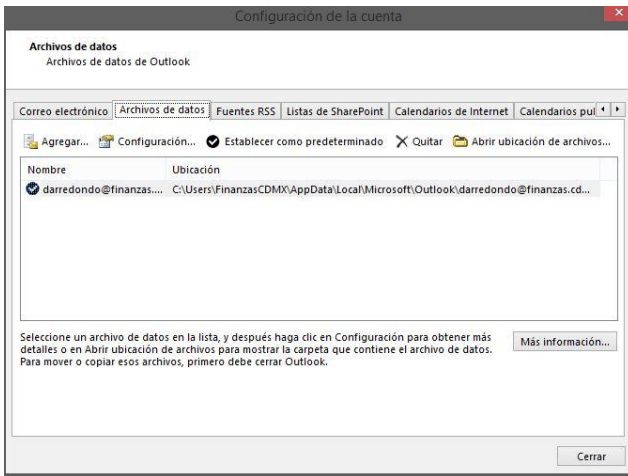 Configuración de la cuenta
Archivos de datos
Archivos de datos de Outlook
Correo electrónico Archivos de datos Fuentes RSS Listas de SharePoint Calendarios de Internet Calendarios pul
Agregar... Configuración... Establecer como predeterminado Quitar Abrir ubicación de archivos...
Nombre Ubicación
darredondo@finanzas.... C:\Users\FinanzasCDMX\AppData\Local\Microsoft\Outlook\darredondo@finanzas.cd...
Seleccione un archivo de datos en la lista, y después haga clic en Configuración para obtener más
detalles o en Abrir ubicación de archivos para mostrar la carpeta que contiene el archivo de datos.
Para mover o copiar esos archivos, primero debe cerrar Outlook.
Más información...
Cerrar